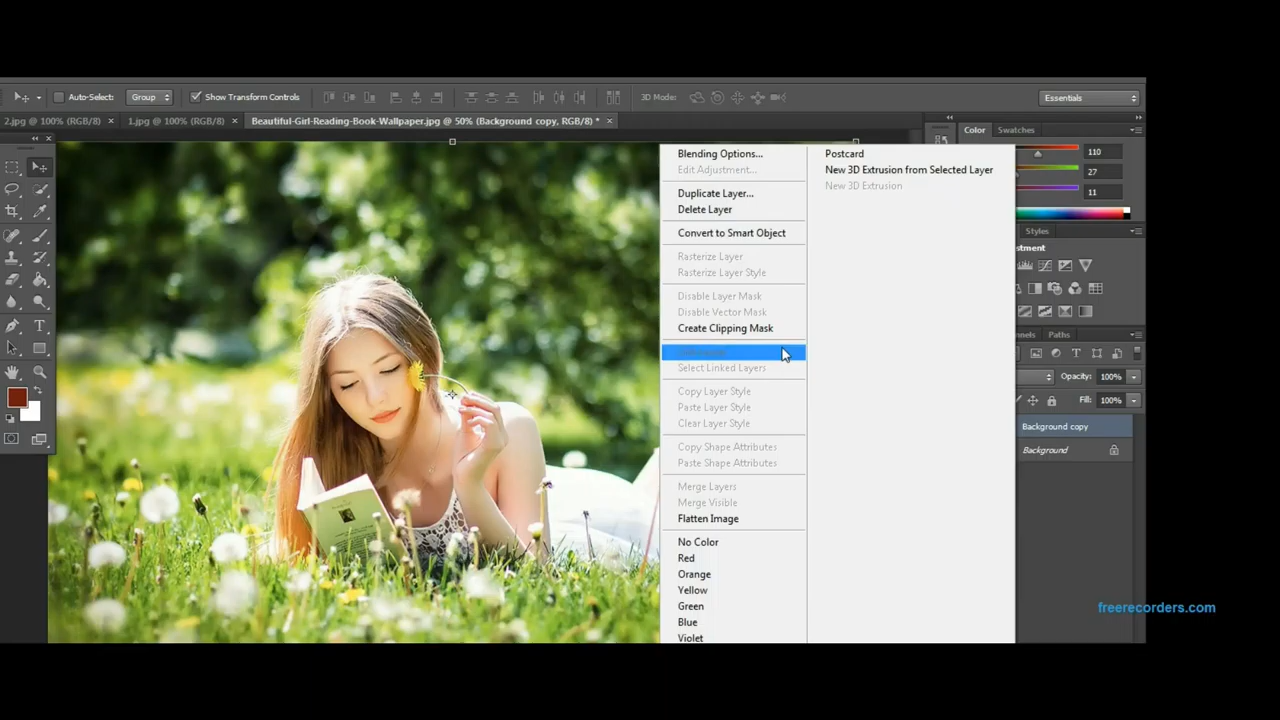 Auto-Select: Group Show Transform Controls 3D Mode: Essentials
2.jpg @ 100% (RGB/8) × 1.jpg @ 100% (RGB/8) × Beautiful-Girl-Reading-Book-Wallpaper.jpg @ 50% (Background copy, RGB/8) * ×
Color Swatches
110
27
11
Styles
Paths
Opacity: 100%
Fill: 100%
Background copy
Background
Blending Options...
Edit Adjustment...
Duplicate Layer...
Delete Layer
Convert to Smart Object
Rasterize Layer
Rasterize Layer Style
Disable Layer Mask
Disable Vector Mask
Create Clipping Mask
Select Linked Layers
Copy Layer Style
Paste Layer Style
Clear Layer Style
Copy Shape Attributes
Paste Shape Attributes
Merge Layers
Merge Visible
Flatten Image
No Color
Red
Orange
Yellow
Green
Blue
Violet
Postcard
New 3D Extrusion from Selected Layer
New 3D Extrusion
freerecorders.com